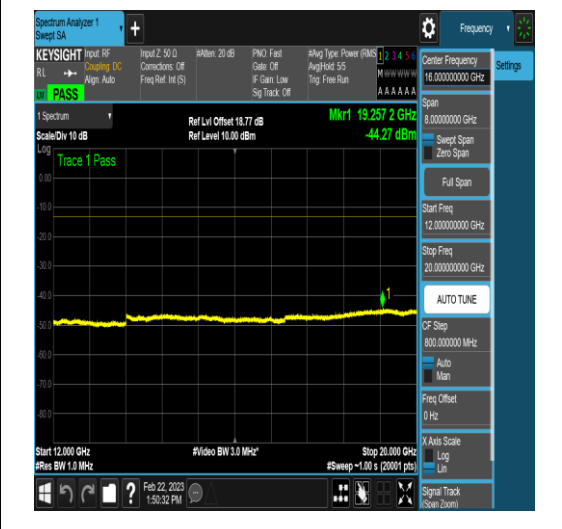 Spectrum Analyzer 1
Swept SA
Frequency
KEYSIGHT
RL
PASS
Input: RF
Coupling: DC
Align: Auto
Input Z: 50 Ω
Corrections: Off
Freq Ref: Int (S)
#Atten: 20 dB
PNO: Fast
Gate: Off
IF Gain: Low
Sig Track: Off
#Avg Type: Power (RMS
Avg|Hold: 5/5
Trig: Free Run
1 2 3 4 5 6
M W W W W W
A A A A A A
1 Spectrum
Scale/Div 10 dB
Ref Lvl Offset 18.77 dB
Ref Level 10.00 dBm
Mkr1 19.257 2 GHz
-44.27 dBm
Log
Trace 1 Pass
0.00
-10.0
-20.0
-30.0
-40.0
-50.0
-60.0
-70.0
-80.0
1
Start 12.000 GHz
#Res BW 1.0 MHz
#Video BW 3.0 MHz*
Stop 20.000 GHz
#Sweep ~1.00 s (20001 pts)
Feb 22, 2023
1:50:32 PM
Center Frequency
16.000000000 GHz
Settings
Span
8.00000000 GHz
Swept Span
Zero Span
Full Span
Start Freq
12.000000000 GHz
Stop Freq
20.000000000 GHz
AUTO TUNE
CF Step
800.000000 MHz
Auto
Man
Freq Offset
0 Hz
X Axis Scale
Log
Lin
Signal Track
(Span Zoom)